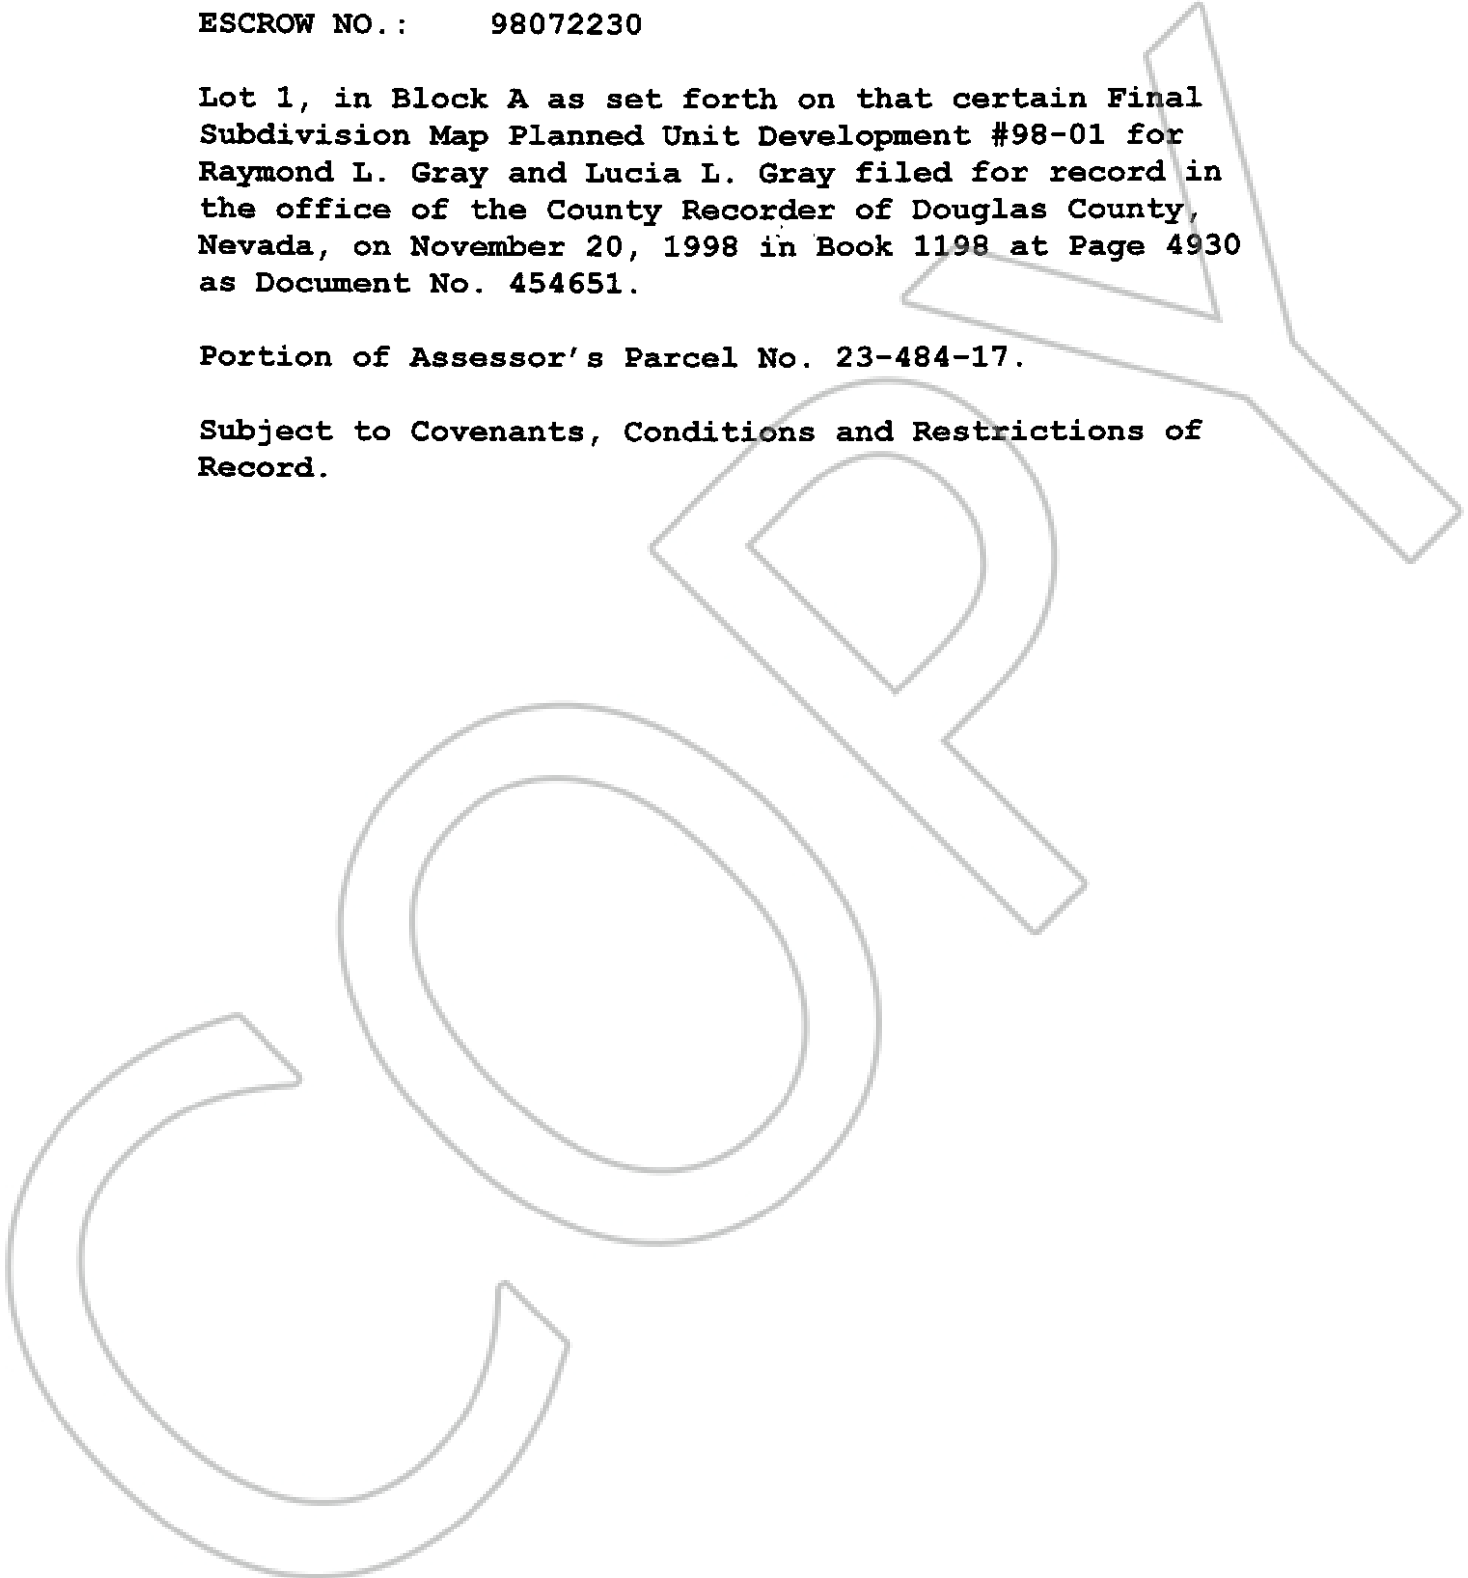 ESCROW NO.: 98072230
Lot 1, in Block A as set forth on that certain Final
Subdivision Map Planned Unit Development #98-01 for
Raymond L. Gray and Lucia L. Gray filed for record in
the office of the County Recorder of Douglas County,
Nevada, on November 20, 1998 in Book 1198 at Page 4930
as Document No. 454651.
Portion of Assessor's Parcel No. 23-484-17.
Subject to Covenants, Conditions and Restrictions of
Record.
COPY